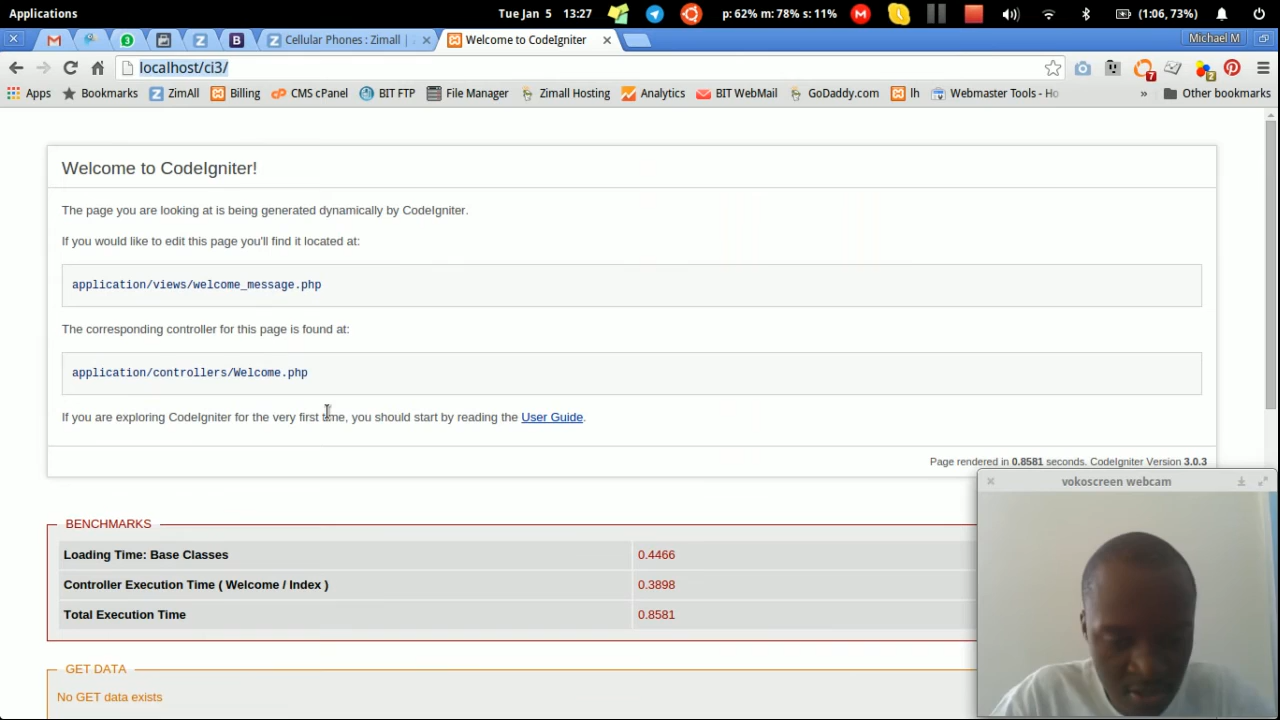 Applications
Tue Jan 5 13:27
p: 62% m: 78% s: 11%
(1:06, 73%)
Cellular Phones : Zimall |
Welcome to CodeIgniter
Michael M
localhost/ci3/
Apps Bookmarks ZimAll Billing CMS cPanel BIT FTP File Manager Zimall Hosting Analytics BIT WebMail GoDaddy.com lh Webmaster Tools - Ho » Other bookmarks
Welcome to CodeIgniter!
The page you are looking at is being generated dynamically by CodeIgniter.
If you would like to edit this page you'll find it located at:
application/views/welcome_message.php
The corresponding controller for this page is found at:
application/controllers/Welcome.php
If you are exploring CodeIgniter for the very first time, you should start by reading the User Guide.
Page rendered in 0.8581 seconds. CodeIgniter Version 3.0.3
vokoscreen webcam
BENCHMARKS
Loading Time: Base Classes 0.4466
Controller Execution Time ( Welcome / Index ) 0.3898
Total Execution Time 0.8581
GET DATA
No GET data exists